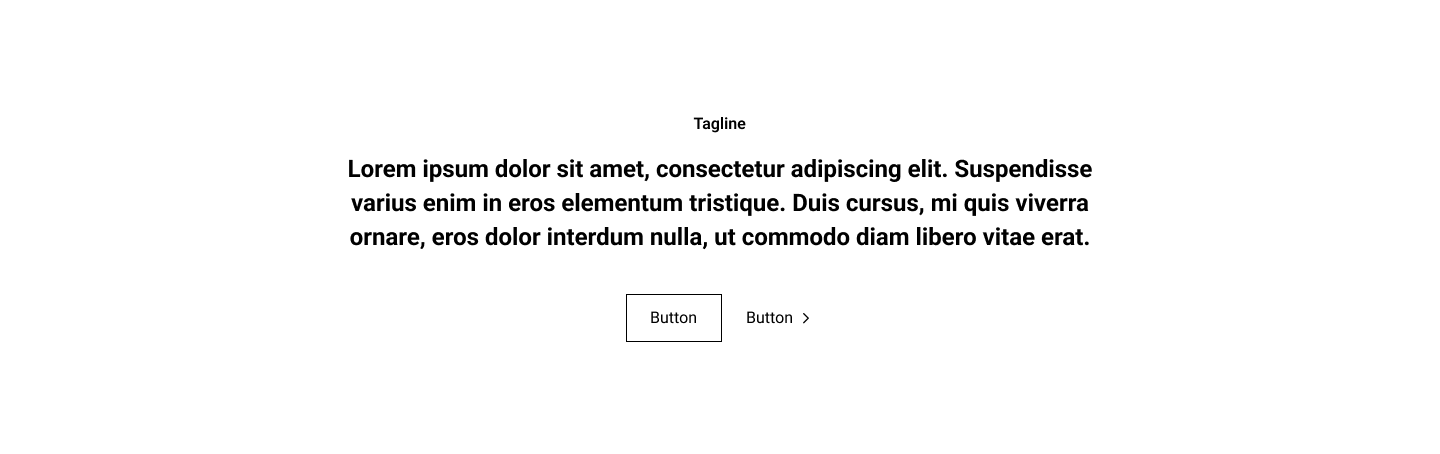 Tagline
Lorem ipsum dolor sit amet, consectetur adipiscing elit. Suspendisse
varius enim in eros elementum tristique. Duis cursus, mi quis viverra
ornare, eros dolor interdum nulla, ut commodo diam libero vitae erat.
Button
Button